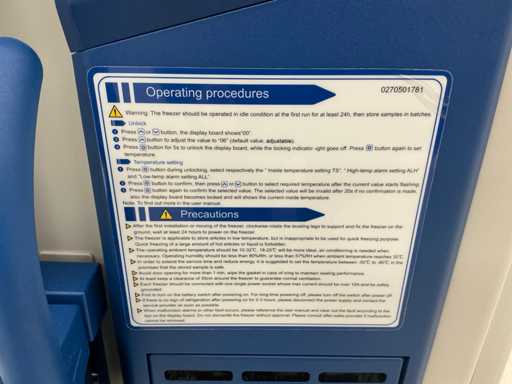 Operating procedures
0270501781
Warning: The freezer should be operated in idle condition at the first run for at least 24h, then store samples in batches.
Unlock
Press or button, the display board shows"00".
Press button to adjust the value to "06" (default value, adjustable).
Press button for 5s to unlock the display board, while the locking indicator light goes off. Press button again to set
temperature.
Temperature setting
Press button during unlocking, select respectively the " Inside temperature setting TS", " High-temp alarm setting ALH"
and "Low-temp alarm setting ALL".
Press button to confirm, then press or button to select required temperature after the current value starts flashing.
Press button again to confirm the selected value. The selected value will be invalid after 20s if no confirmation is made,
also the display board becomes locked and will shows the current inside temperature.
Note: To find out more in the user manual.
Precautions
After the first installation or moving of the freezer, clockwise rotate the leveling legs to support and fix the freezer on the
ground, wait at least 24 hours to power on the freezer.
The freezer is applicable to store articles in low temperature, but is inappropriate to be used for quick freezing purpose.
Quick freezing of a large amount of hot articles or liquid is forbidden.
The operating ambient temperature should be 10-32℃, 18-25℃ will be more ideal, air conditioning is needed when
necessary. Operating humidity should be less than 80%RH, or less than 57%RH when ambient temperature reaches 32℃.
In order to extend the service time and reduce energy, it is suggested to set the temperature between -50℃ to -80℃ in the
premises that the stored sample is safe.
Avoid door opening for more than 1 min, wipe the gasket in case of icing to maintain sealing performance.
At least keep a clearance of 30cm around the freezer to guarantee normal ventilation.
Each freezer should be connected with one single power socket whose max current should be over 16A and be safely
grounded.
First to turn on the battery switch after powering on. For long-time powering off, please turn off the switch after power off.
If there is no sign of refrigeration after powering on for 2-3 hours, please disconnect the power supply and contact the
service provider as soon as possible.
When malfunction alarms or other fault occurs, please reference the user manual and clear out the fault according to the
tips on the display board. Do not dismantle the freezer without approval. Please consult after-sales provider if malfunction
cannot be removed.